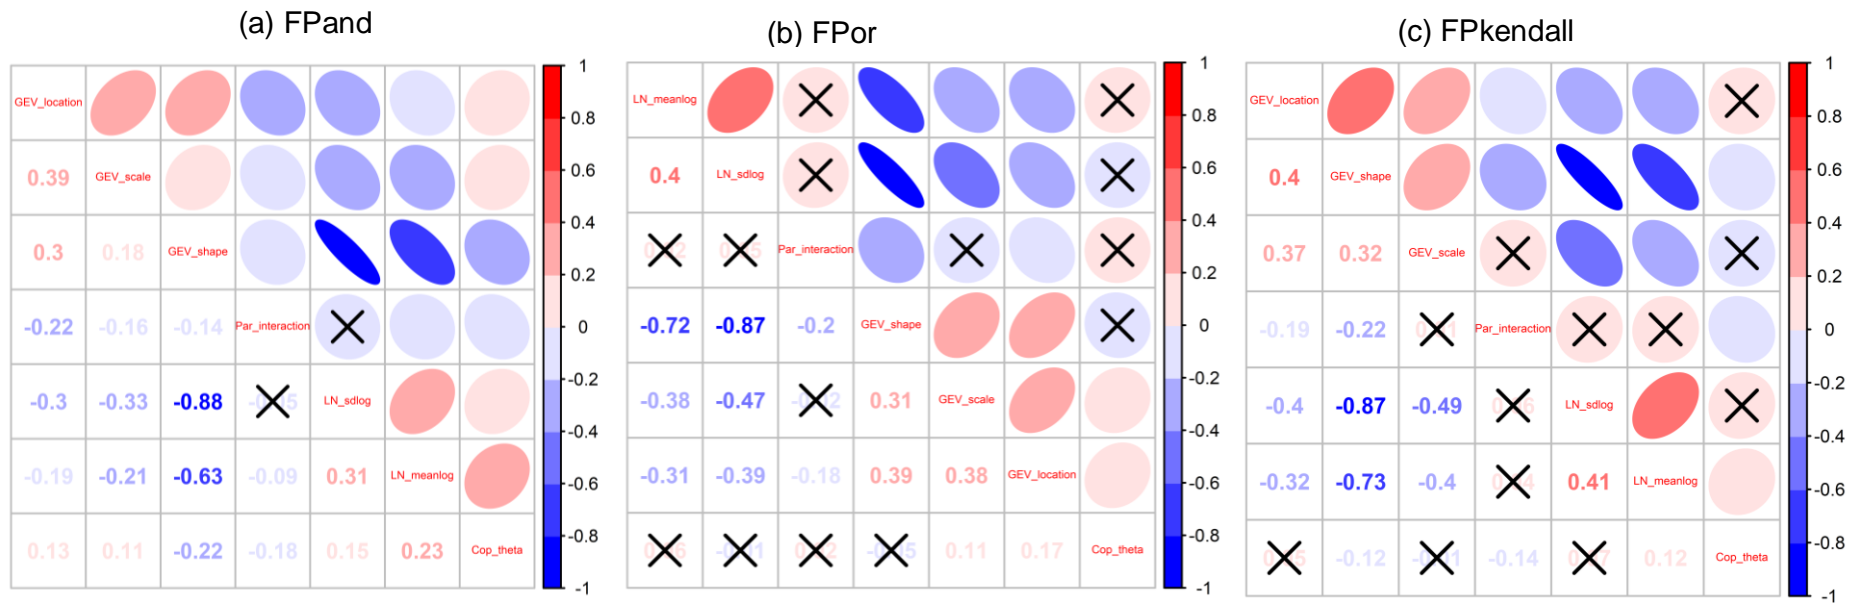 (a) FPand
(b) FPor
(c) FPkendall
GEV_location
0.39 GEV_scale
0.3 0.18 GEV_shape
-0.22 -0.16 -0.14 Par_interaction
-0.3 -0.33 -0.88 LN_sdlog
-0.19 -0.21 -0.63 -0.09 0.31 LN_meanlog
0.13 0.11 -0.22 -0.18 0.15 0.23 Cop_theta
1
0.8
0.6
0.4
0.2
0
-0.2
-0.4
-0.6
-0.8
-1
LN_meanlog
0.4 LN_sdlog
Par_interaction
-0.72 -0.87 -0.2 GEV_shape
-0.38 -0.47 0.31 GEV_scale
-0.31 -0.39 -0.18 0.39 0.38 GEV_location
0.11 0.17 Cop_theta
1
0.8
0.6
0.4
0.2
0
-0.2
-0.4
-0.6
-0.8
-1
GEV_location
0.4 GEV_shape
0.37 0.32 GEV_scale
-0.19 -0.22 Par_interaction
-0.4 -0.87 -0.49 LN_sdlog
-0.32 -0.73 -0.4 0.41 LN_meanlog
-0.12 -0.14 0.12 Cop_theta
1
0.8
0.6
0.4
0.2
0
-0.2
-0.4
-0.6
-0.8
-1